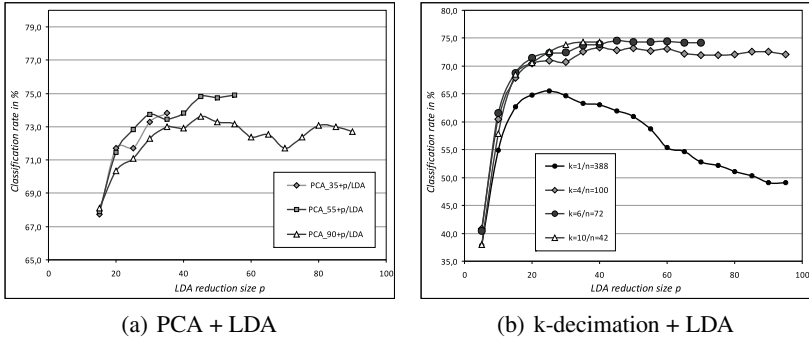 Classification rate in %
79,0
77,0
75,0
73,0
71,0
69,0
67,0
65,0
0 20 40 60 80 100
LDA reduction size p
PCA_35+p/LDA
PCA_55+p/LDA
PCA_90+p/LDA
(a) PCA + LDA
Classification rate in %
75,0
70,0
65,0
60,0
55,0
50,0
45,0
40,0
35,0
0 20 40 60 80 100
LDA reduction size p
k=1/n=388
k=4/n=100
k=6/n=72
k=10/n=42
(b) k-decimation + LDA